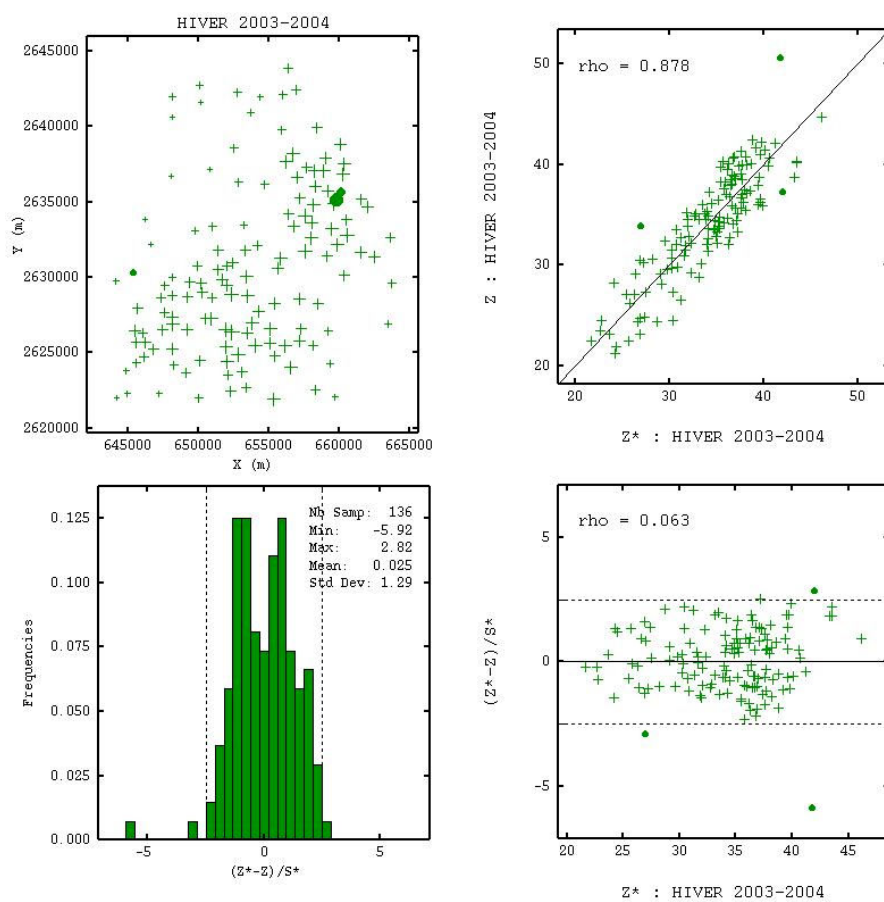 HIVER 2003-2004
2645000
2640000
2635000
2630000
2625000
2620000
Y (m)
645000 650000 655000 660000 665000
X (m)
rho = 0.878
50
40
30
20
Z : HIVER 2003-2004
20 30 40 50
Z* : HIVER 2003-2004
Nb Samp: 136
Min: -5.92
Max: 2.82
Mean: 0.025
Std Dev: 1.29
0.125
0.100
0.075
0.050
0.025
0.000
Frequencies
-5 0 5
(Z*-Z)/S*
rho = 0.063
5
0
-5
(Z*-Z)/S*
20 25 30 35 40 45
Z* : HIVER 2003-2004